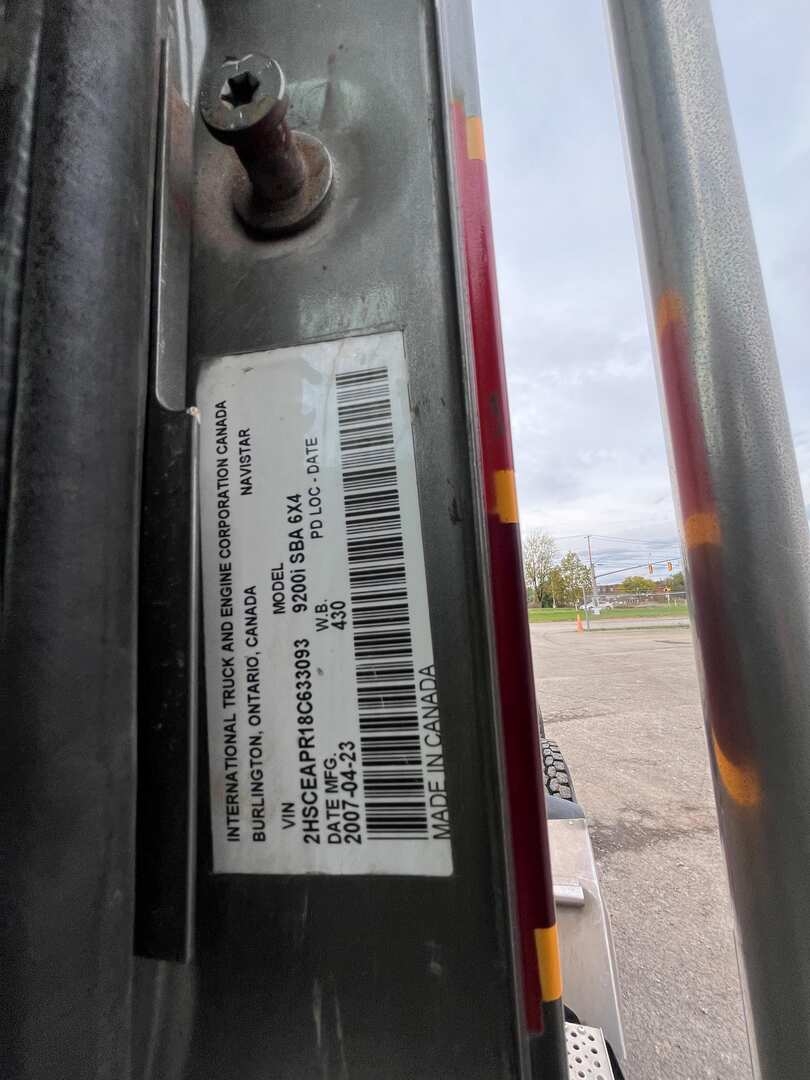 INTERNATIONAL TRUCK AND ENGINE CORPORATION CANADA
BURLINGTON, ONTARIO, CANADA NAVISTAR
VIN MODEL
2HSCEAPR18C633093 9200i SBA 6X4
DATE MFG. W.B. PD LOC - DATE
2007-04-23 430
MADE IN CANADA